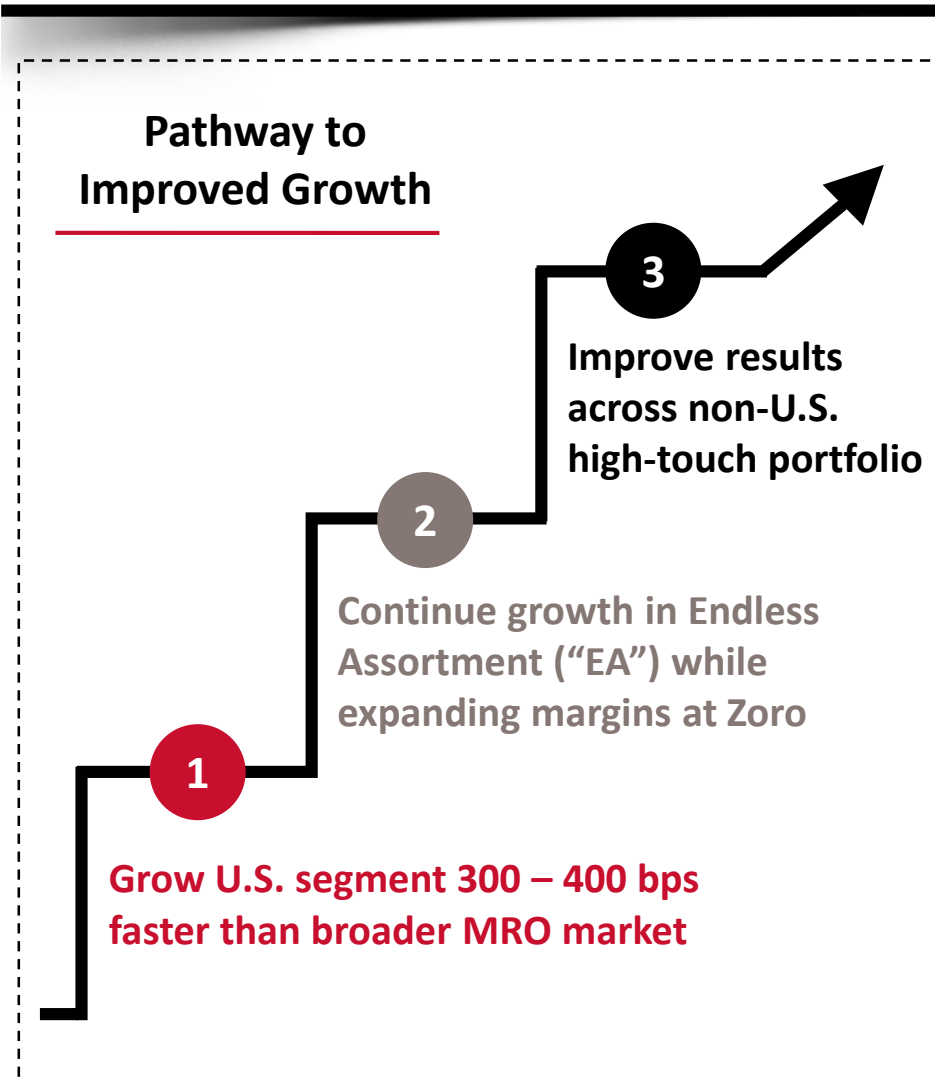 Pathway to
Improved Growth
3
Improve results
across non-U.S.
high-touch portfolio
2
Continue growth in Endless
Assortment (“EA”) while
expanding margins at Zoro
1
Grow U.S. segment 300 – 400 bps
faster than broader MRO market